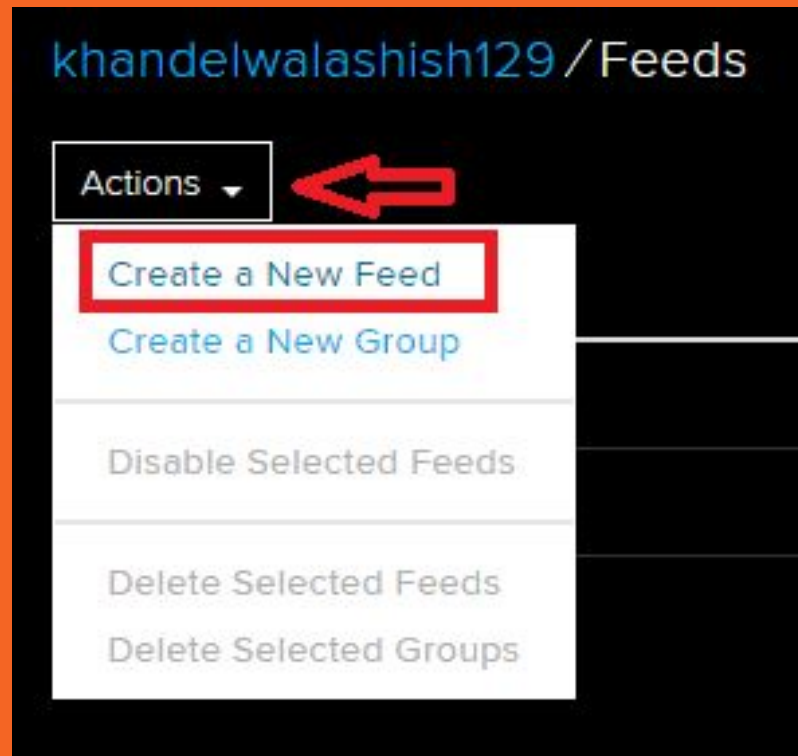 khandelwalashish129/Feeds
Actions
Create a New Feed
Create a New Group
Disable Selected Feeds
Delete Selected Feeds
Delete Selected Groups